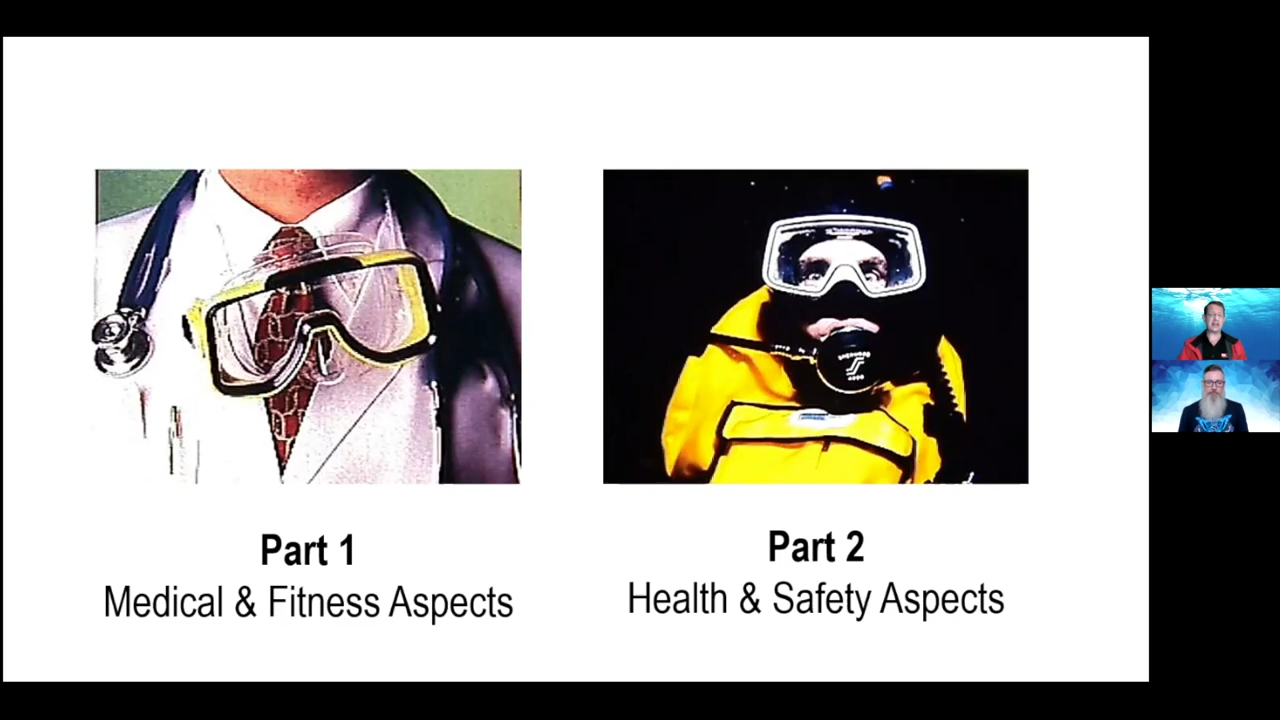 Part 1
Medical & Fitness Aspects
Part 2
Health & Safety Aspects